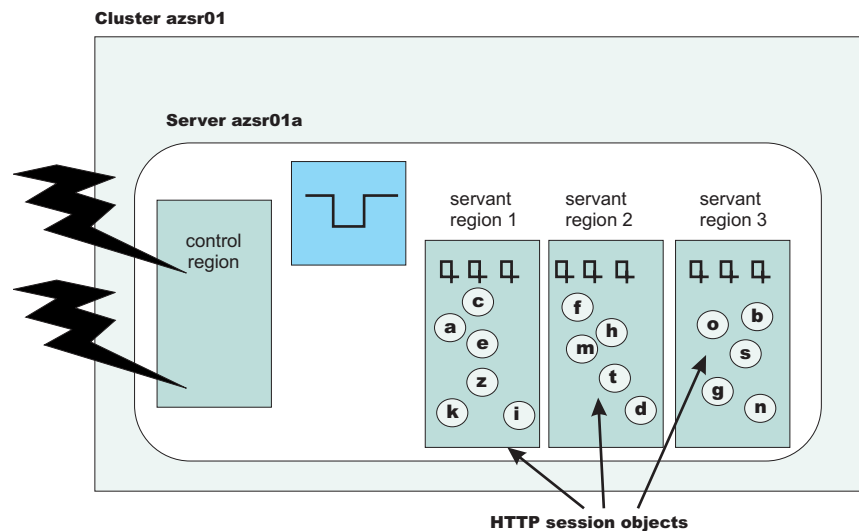 Cluster azsr01
Server azsr01a
control
region
servant
region 1
servant
region 2
servant
region 3
c
a
e
z
k
i
f
h
m
t
d
o
b
s
g
n
HTTP session objects